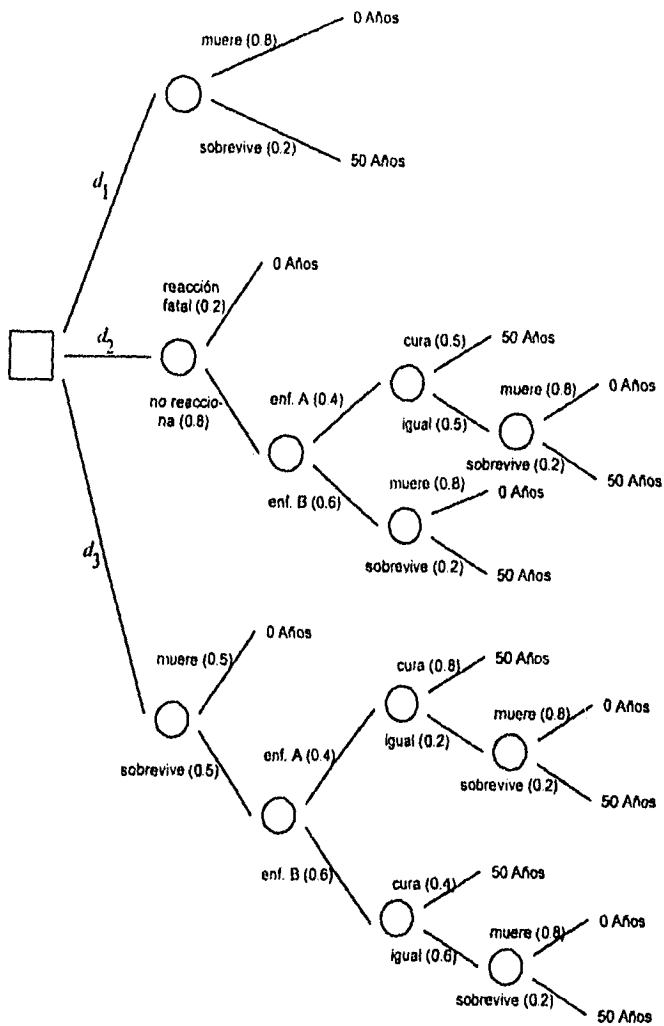 muere (0.8)
0 Años
sobrevive (0.2)
50 Años
d1
reacción
fatal (0.2)
0 Años
d2
no reaccio-
na (0.8)
enf. A (0.4)
cura (0.5)
50 Años
igual (0.5)
muere (0.8)
0 Años
sobrevive (0.2)
50 Años
enf. B (0.6)
muere (0.8)
0 Años
sobrevive (0.2)
50 Años
d3
muere (0.5)
0 Años
sobrevive (0.5)
enf. A (0.4)
cura (0.8)
50 Años
igual (0.2)
muere (0.8)
0 Años
sobrevive (0.2)
50 Años
enf. B (0.6)
cura (0.4)
50 Años
igual (0.6)
muere (0.8)
0 Años
sobrevive (0.2)
50 Años